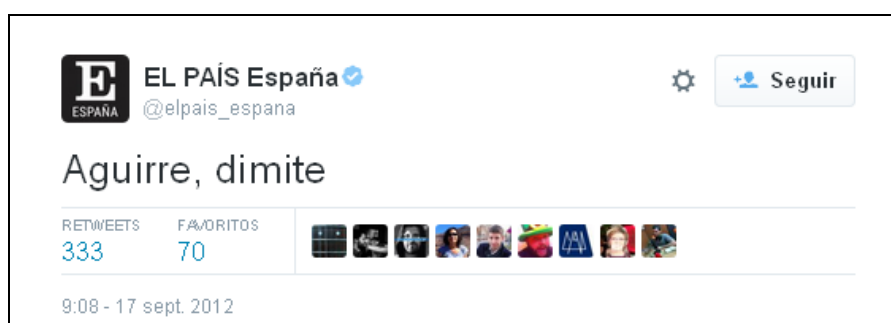 E
ESPAÑA
EL PAÍS España
@elpais_espana
Seguir
Aguirre, dimite
RETWEETS FAVORITOS
333 70
9:08 - 17 sept. 2012